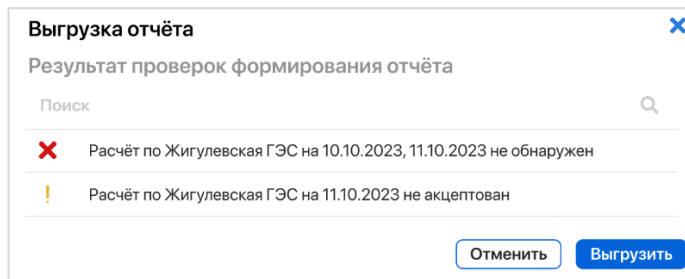 Выгрузка отчёта
Результат проверок формирования отчёта
Поиск
Расчёт по Жигулевская ГЭС на 10.10.2023, 11.10.2023 не обнаружен
Расчёт по Жигулевская ГЭС на 11.10.2023 не акцептован
Отменить Выгрузить